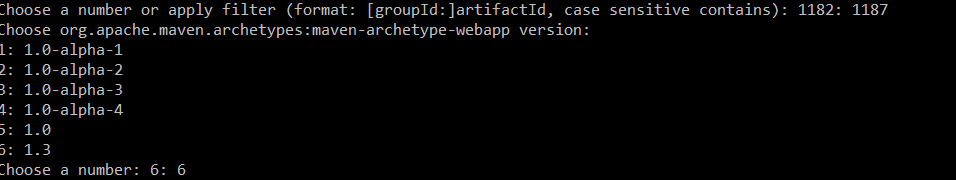 Choose a number or apply filter (format: [groupId:]artifactId, case sensitive contains): 1182: 1187
Choose org.apache.maven.archetypes:maven-archetype-webapp version:
1: 1.0-alpha-1
2: 1.0-alpha-2
3: 1.0-alpha-3
4: 1.0-alpha-4
5: 1.0
6: 1.3
Choose a number: 6: 6